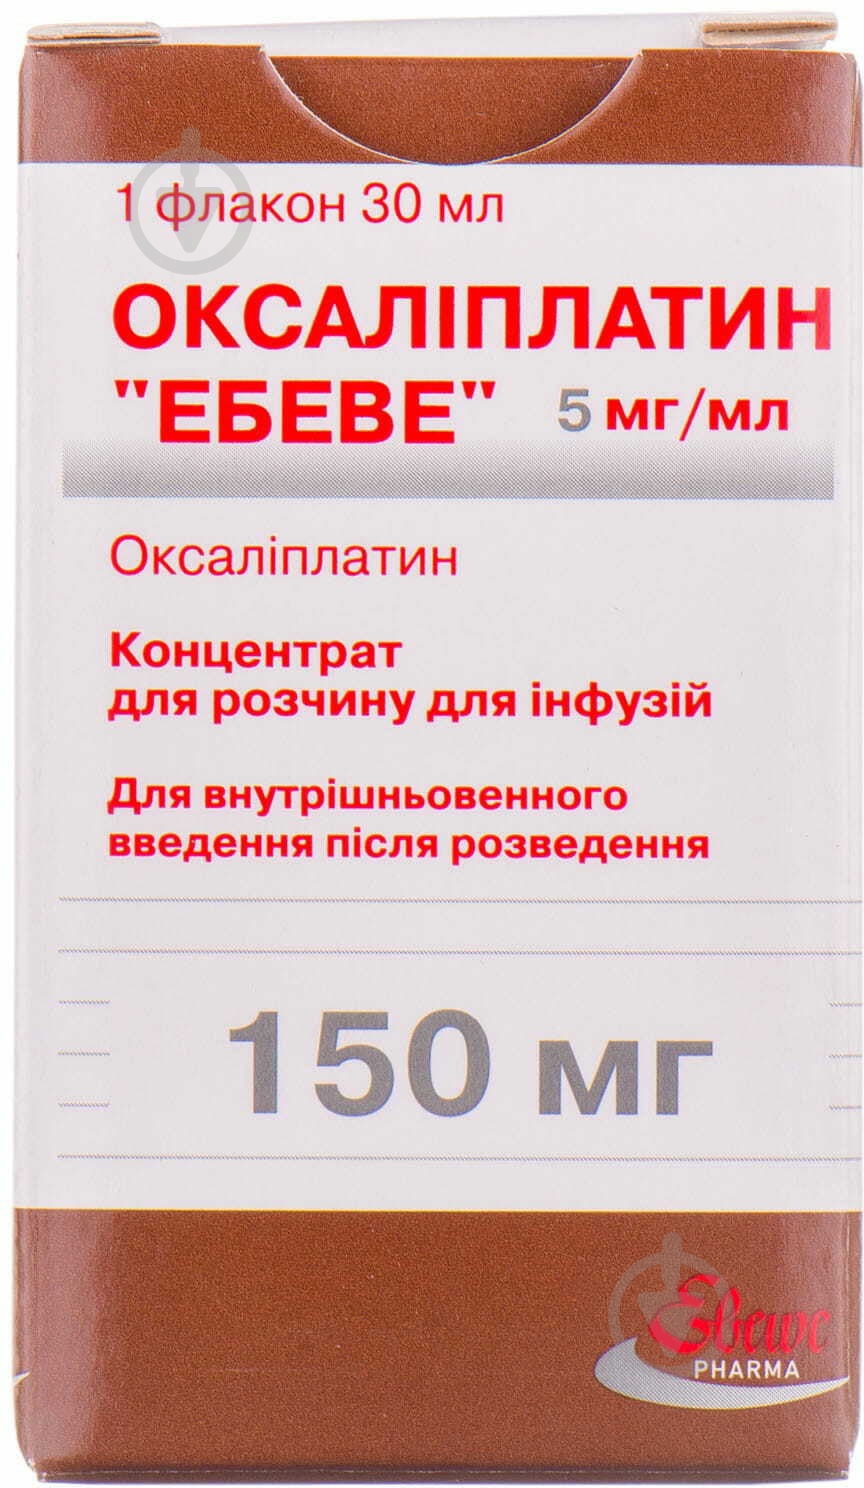 1 флакон 30 мл
ОКСАЛІПЛАТИН
"ЕБЕВЕ" 5 мг/мл
Оксаліплатин
Концентрат
для розчину для інфузій
Для внутрішньовенного
введення після розведення
150 мг
Ebewe
PHARMA